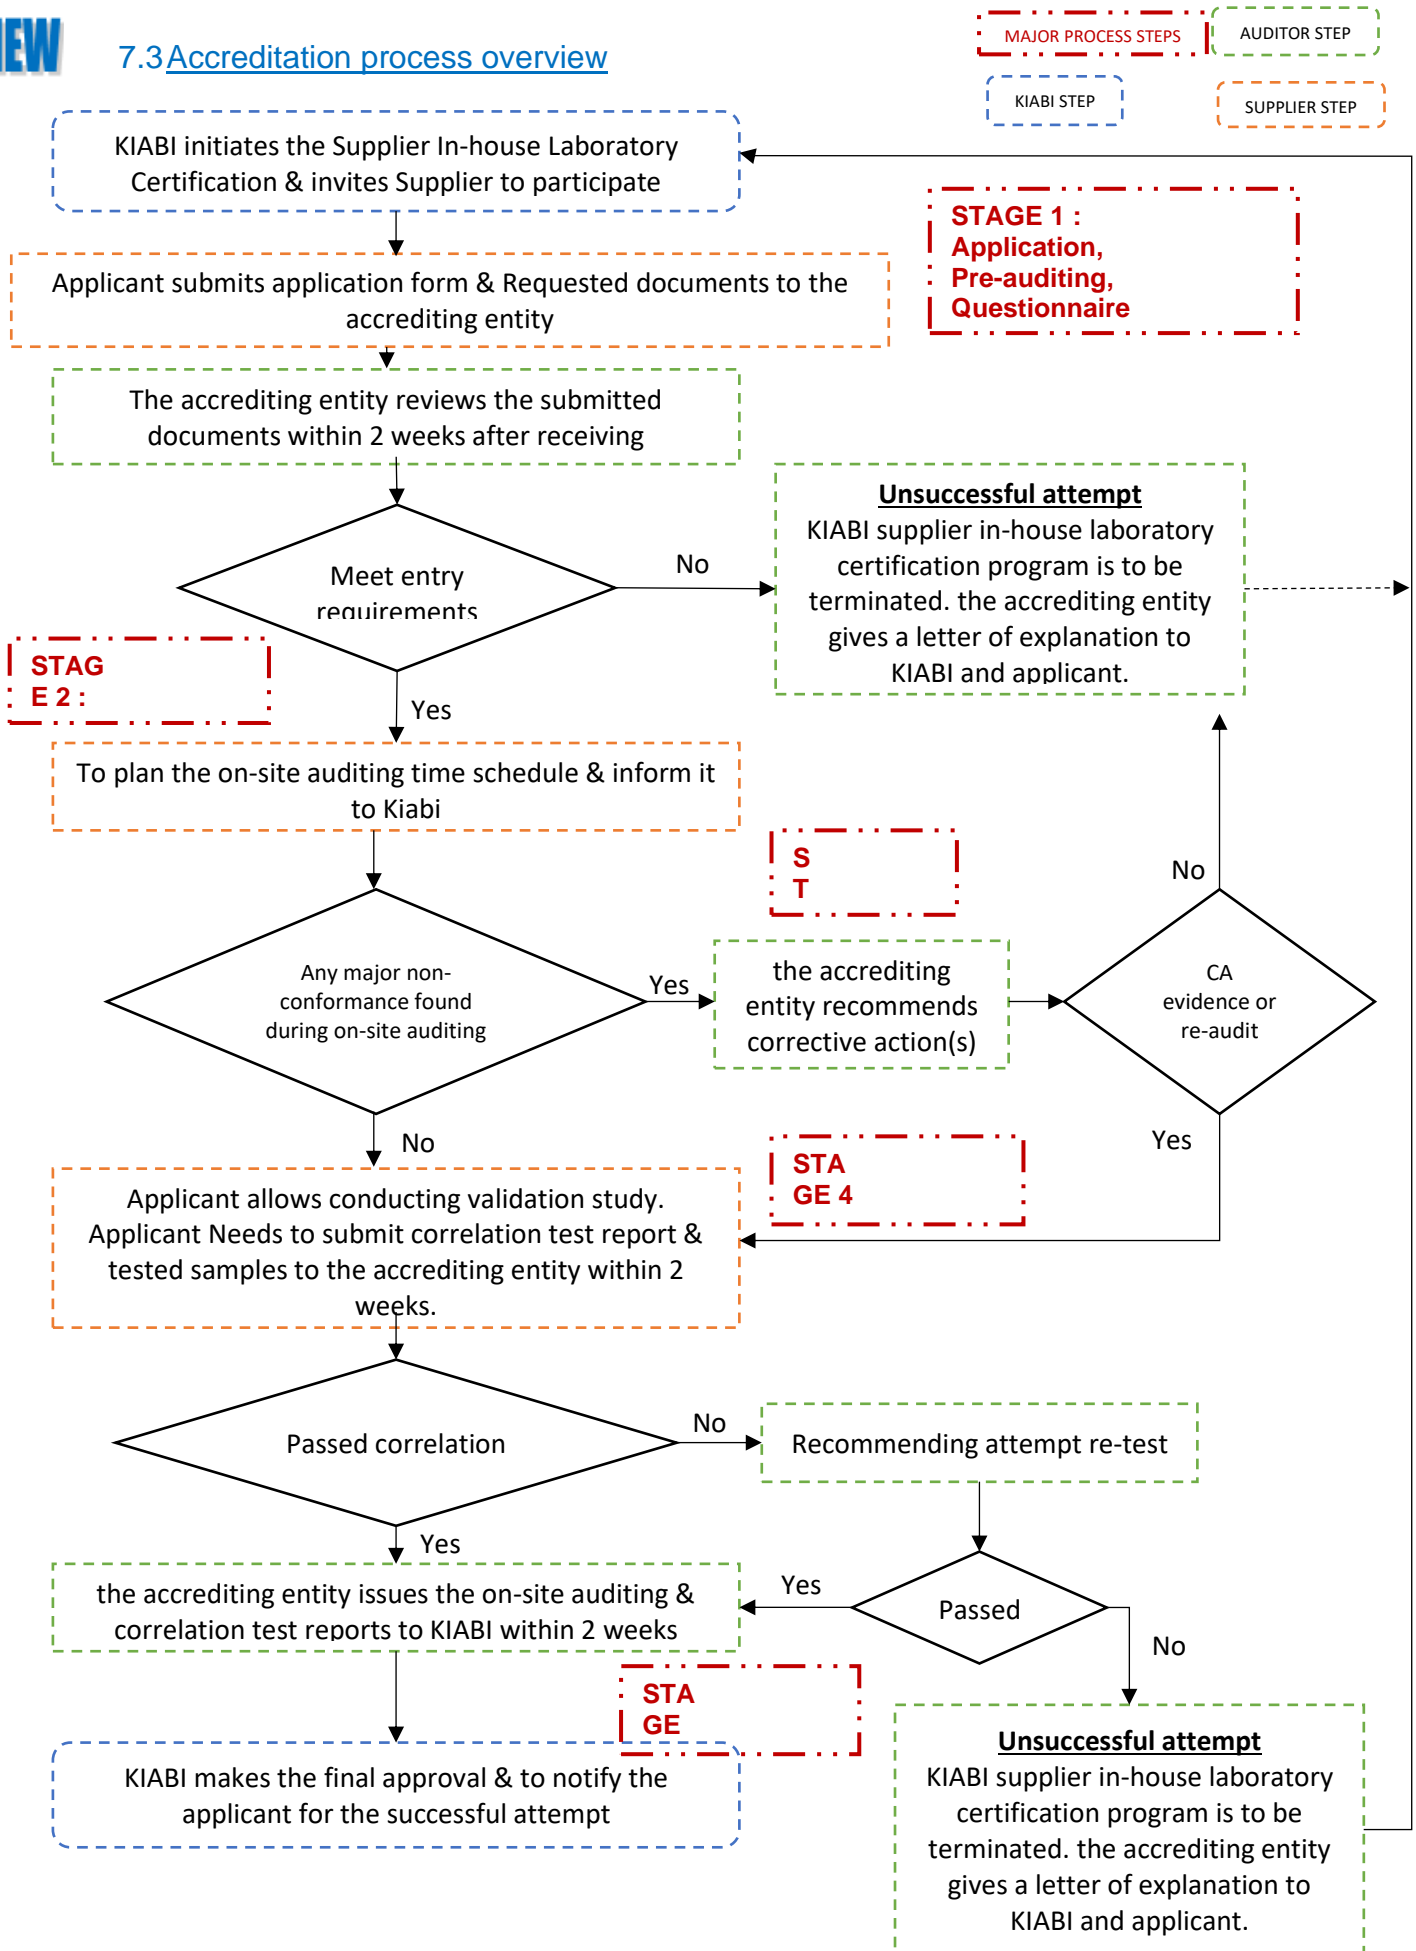 7.3 Accreditation process overview
MAJOR PROCESS STEPS
AUDITOR STEP
KIABI STEP
SUPPLIER STEP
KIABI initiates the Supplier In-house Laboratory
Certification & invites Supplier to participate
STAGE 1 :
Application,
Pre-auditing,
Questionnaire
Applicant submits application form & Requested documents to the
accrediting entity
The accrediting entity reviews the submitted
documents within 2 weeks after receiving
Meet entry
requirements
No
Unsuccessful attempt
KIABI supplier in-house laboratory
certification program is to be
terminated. the accrediting entity
gives a letter of explanation to
KIABI and applicant.
STAG
E 2 :
Yes
To plan the on-site auditing time schedule & inform it
to Kiabi
S
T
No
Any major non-
conformance found
during on-site auditing
Yes
the accrediting
entity recommends
corrective action(s)
CA
evidence or
re-audit
No
Yes
STA
GE 4
Applicant allows conducting validation study.
Applicant Needs to submit correlation test report &
tested samples to the accrediting entity within 2
weeks.
Passed correlation
No
Recommending attempt re-test
Yes
the accrediting entity issues the on-site auditing &
correlation test reports to KIABI within 2 weeks
Yes
Passed
No
STA
GE
KIABI makes the final approval & to notify the
applicant for the successful attempt
Unsuccessful attempt
KIABI supplier in-house laboratory
certification program is to be
terminated. the accrediting entity
gives a letter of explanation to
KIABI and applicant.